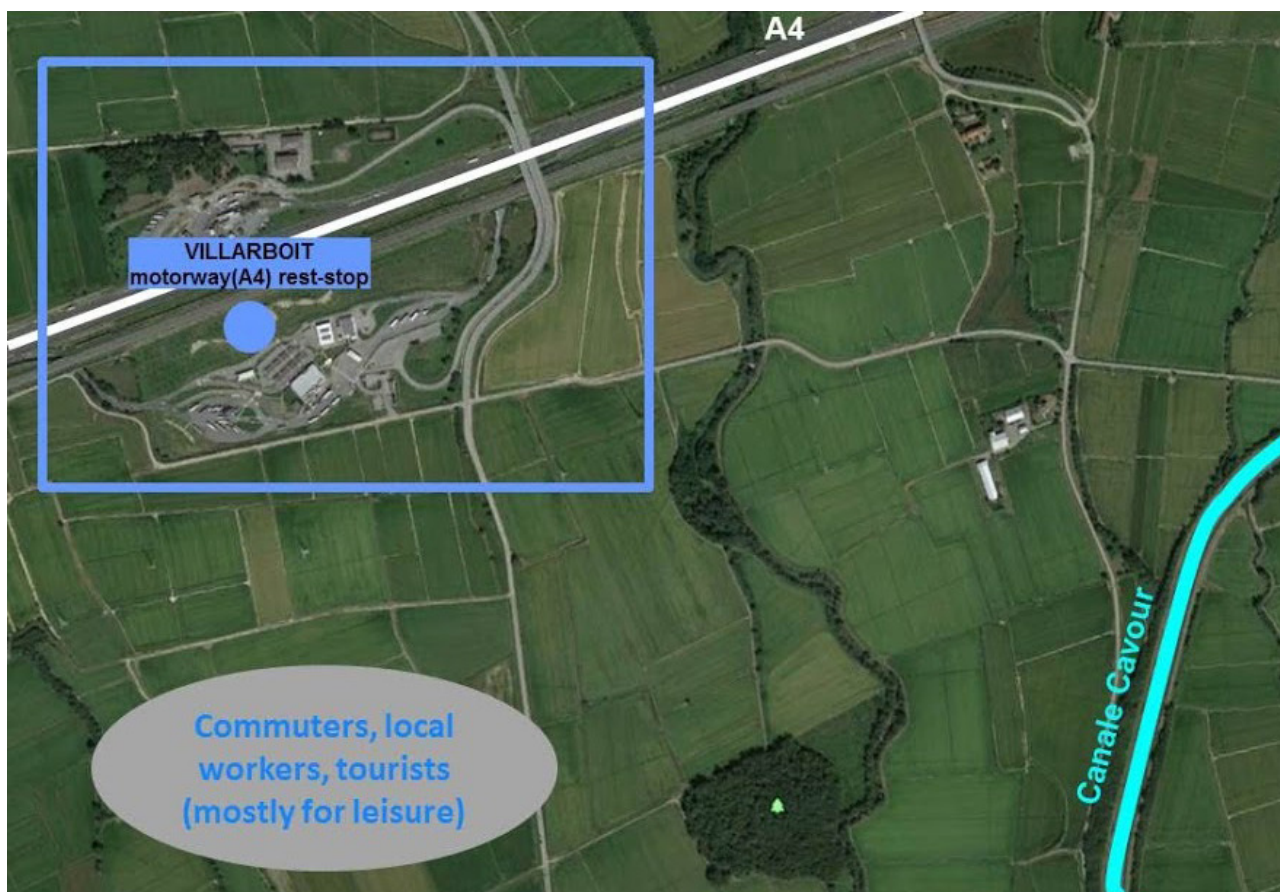 A4
VILLARBOIT
motorway(A4) rest-stop
Canale Cavour
Commuters, local
workers, tourists
(mostly for leisure)